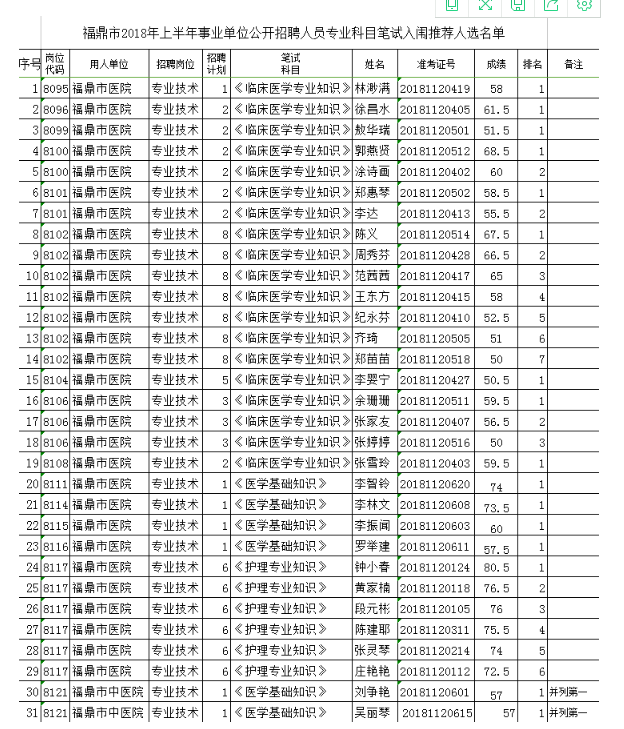 福鼎市2018年上半年事业单位公开招聘人员专业科目笔试入闱推荐人选名单
序号 岗位代码 用人单位 招聘岗位 招聘计划 笔试科目 姓名 准考证号 成绩 排名 备注
1 8095 福鼎市医院 专业技术 1 《临床医学专业知识》 林渺满 20181120419 58 1
2 8096 福鼎市医院 专业技术 2 《临床医学专业知识》 徐昌水 20181120405 61.5 1
3 8099 福鼎市医院 专业技术 2 《临床医学专业知识》 敖华瑞 20181120501 51.5 1
4 8100 福鼎市医院 专业技术 2 《临床医学专业知识》 郭燕贤 20181120512 68.5 1
5 8100 福鼎市医院 专业技术 2 《临床医学专业知识》 涂诗画 20181120402 60 2
6 8101 福鼎市医院 专业技术 2 《临床医学专业知识》 郑惠琴 20181120502 58.5 1
7 8101 福鼎市医院 专业技术 2 《临床医学专业知识》 李达 20181120413 55.5 2
8 8102 福鼎市医院 专业技术 8 《临床医学专业知识》 陈义 20181120514 67.5 1
9 8102 福鼎市医院 专业技术 8 《临床医学专业知识》 周秀芬 20181120428 66.5 2
10 8102 福鼎市医院 专业技术 8 《临床医学专业知识》 范茜茜 20181120417 65 3
11 8102 福鼎市医院 专业技术 8 《临床医学专业知识》 王东方 20181120415 58 4
12 8102 福鼎市医院 专业技术 8 《临床医学专业知识》 纪永芬 20181120410 52.5 5
13 8102 福鼎市医院 专业技术 8 《临床医学专业知识》 齐琦 20181120505 51 6
14 8102 福鼎市医院 专业技术 8 《临床医学专业知识》 郑苗苗 20181120518 50 7
15 8104 福鼎市医院 专业技术 5 《临床医学专业知识》 李婴宁 20181120427 50.5 1
16 8106 福鼎市医院 专业技术 3 《临床医学专业知识》 余珊珊 20181120511 59.5 1
17 8106 福鼎市医院 专业技术 3 《临床医学专业知识》 张家友 20181120407 56.5 2
18 8106 福鼎市医院 专业技术 3 《临床医学专业知识》 张婷婷 20181120516 50 3
19 8108 福鼎市医院 专业技术 2 《临床医学专业知识》 张雪玲 20181120403 59.5 1
20 8111 福鼎市医院 专业技术 1 《医学基础知识》 李智铃 20181120620 74 1
21 8114 福鼎市医院 专业技术 1 《医学基础知识》 李林文 20181120608 73.5 1
22 8115 福鼎市医院 专业技术 1 《医学基础知识》 李振闻 20181120603 60 1
23 8116 福鼎市医院 专业技术 1 《医学基础知识》 罗举建 20181120611 57.5 1
24 8117 福鼎市医院 专业技术 6 《护理专业知识》 钟小春 20181120124 80.5 1
25 8117 福鼎市医院 专业技术 6 《护理专业知识》 黄家楠 20181120118 76.5 2
26 8117 福鼎市医院 专业技术 6 《护理专业知识》 段元彬 20181120105 76 3
27 8117 福鼎市医院 专业技术 6 《护理专业知识》 陈建耶 20181120311 75.5 4
28 8117 福鼎市医院 专业技术 6 《护理专业知识》 张灵琴 20181120214 74 5
29 8117 福鼎市医院 专业技术 6 《护理专业知识》 庄艳艳 20181120112 72.5 6
30 8121 福鼎市中医院 专业技术 1 《医学基础知识》 刘争艳 20181120601 57 1 并列第一
31 8121 福鼎市中医院 专业技术 1 《医学基础知识》 吴丽琴 20181120615 57 1 并列第一